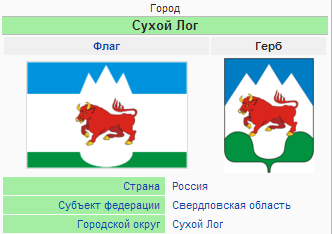 Город
Сухой Лог
Флаг Герб
Страна Россия
Субъект федерации Свердловская область
Городской округ Сухой Лог